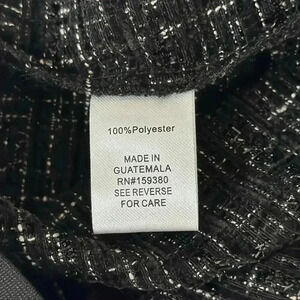 100%Polyester
MADE IN
GUATEMALA
RN#159380
SEE REVERSE
FOR CARE